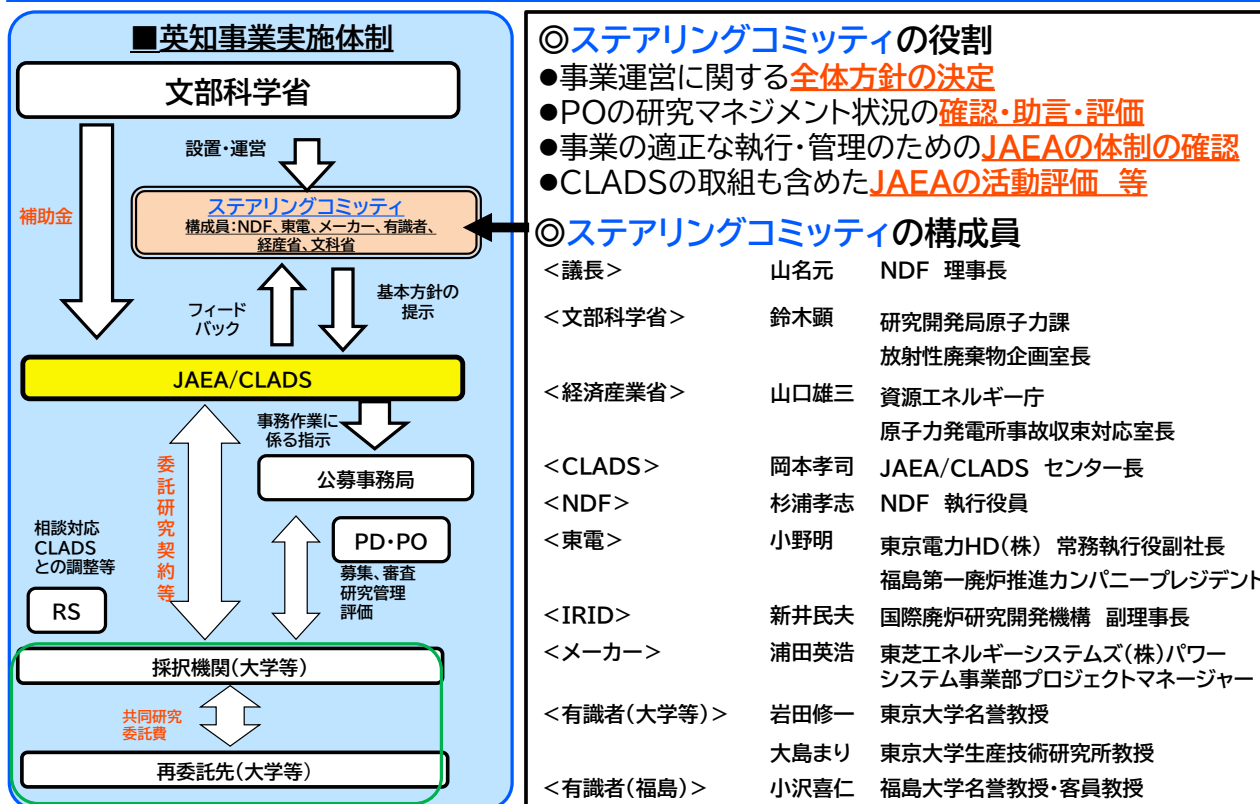 ■英知事業実施体制
文部科学省
設置・運営
補助金
ステアリングコミッティ
構成員：NDF、東電、メーカー、有識者、
経産省、文科省
フィード
バック
基本方針の
提示
JAEA/CLADS
事務作業に
係る指示
公募事務局
委託研究契約等
PD・PO
募集、審査
研究管理
評価
相談対応
CLADS
との調整等
RS
採択機関（大学等）
共同研究
委託費
再委託先（大学等）
◎ステアリングコミッティの役割
●事業運営に関する全体方針の決定
●POの研究マネジメント状況の確認・助言・評価
●事業の適正な執行・管理のためのJAEAの体制の確認
●CLADSの取組も含めたJAEAの活動評価 等
◎ステアリングコミッティの構成員
＜議長＞ 山名元 NDF 理事長
＜文部科学省＞ 鈴木顕 研究開発局原子力課
放射性廃棄物企画室長
＜経済産業省＞ 山口雄三 資源エネルギー庁
原子力発電所事故収束対応室長
＜CLADS＞ 岡本孝司 JAEA/CLADS センター長
＜NDF＞ 杉浦孝志 NDF 執行役員
＜東電＞ 小野明 東京電力HD（株） 常務執行役副社長
福島第一廃炉推進カンパニープレジデント
＜IRID＞ 新井民夫 国際廃炉研究開発機構 副理事長
＜メーカー＞ 浦田英浩 東芝エネルギーシステムズ（株）パワー
システム事業部プロジェクトマネージャー
＜有識者（大学等）＞ 岩田修一 東京大学名誉教授
大島まり 東京大学生産技術研究所教授
＜有識者（福島）＞ 小沢喜仁 福島大学名誉教授・客員教授